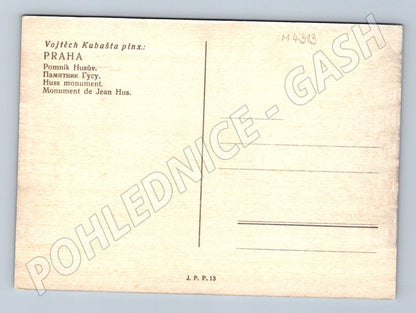 M4313
Vojtěch Kubašta pinx.:
PRAHA
Pomník Husův.
Памятник Гусу.
Huss monument.
Monument de Jean Hus.
POHLEDNICE - GASH
J. P. P. 13